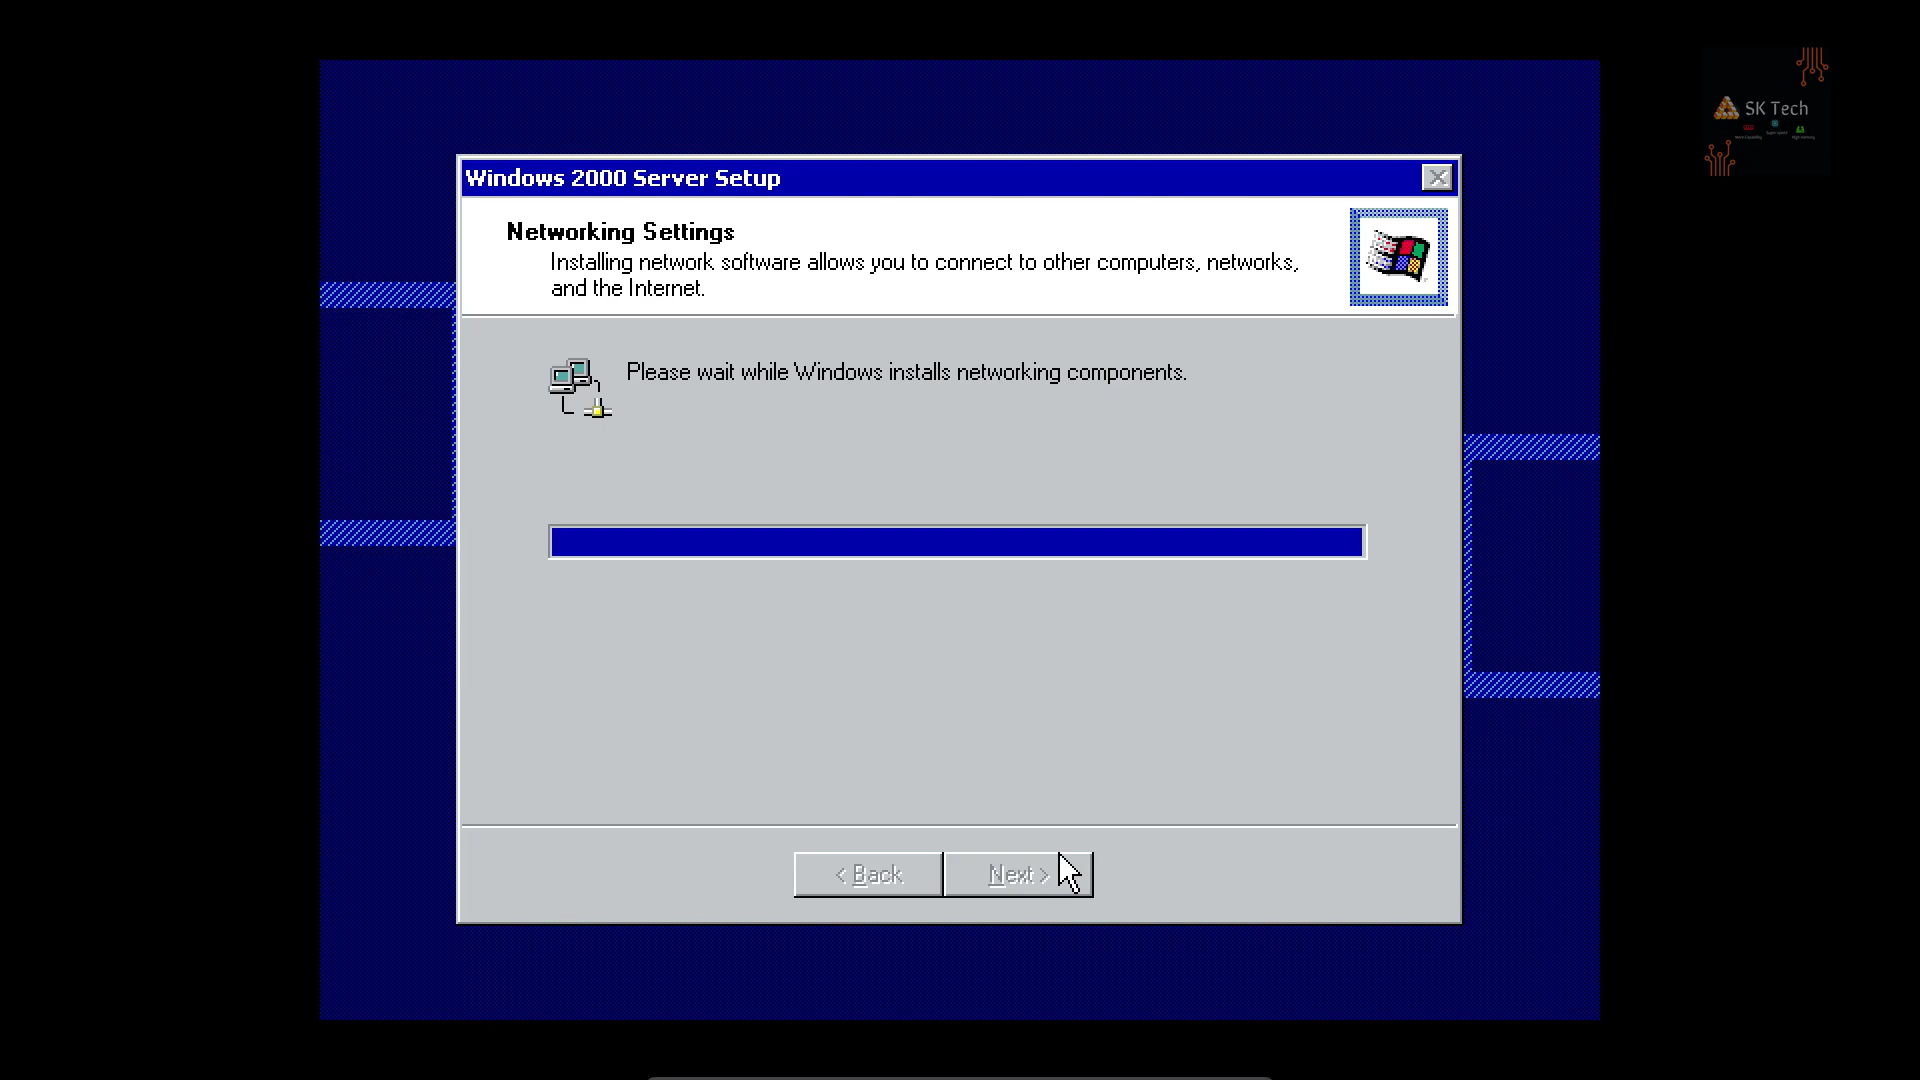 SK Tech
Windows 2000 Server Setup
Networking Settings
Installing network software allows you to connect to other computers, networks,
and the Internet.
Please wait while Windows installs networking components.
< Back
Next >